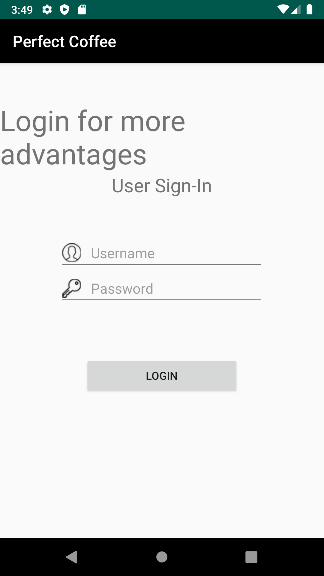 3:49
Perfect Coffee
Login for more
advantages
User Sign-In
Username
Password
LOGIN